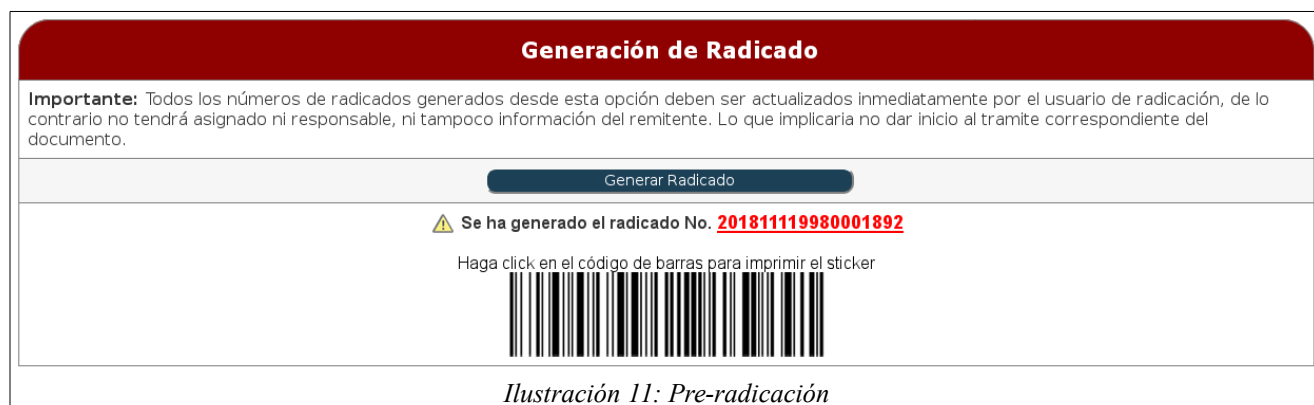 Generación de Radicado
Importante: Todos los números de radicados generados desde esta opción deben ser actualizados inmediatamente por el usuario de radicación, de lo
contrario no tendrá asignado ni responsable, ni tampoco información del remitente. Lo que implicaria no dar inicio al tramite correspondiente del
documento.
Generar Radicado
Se ha generado el radicado No. 201811119980001892
Haga click en el código de barras para imprimir el sticker
Ilustración 11: Pre-radicación